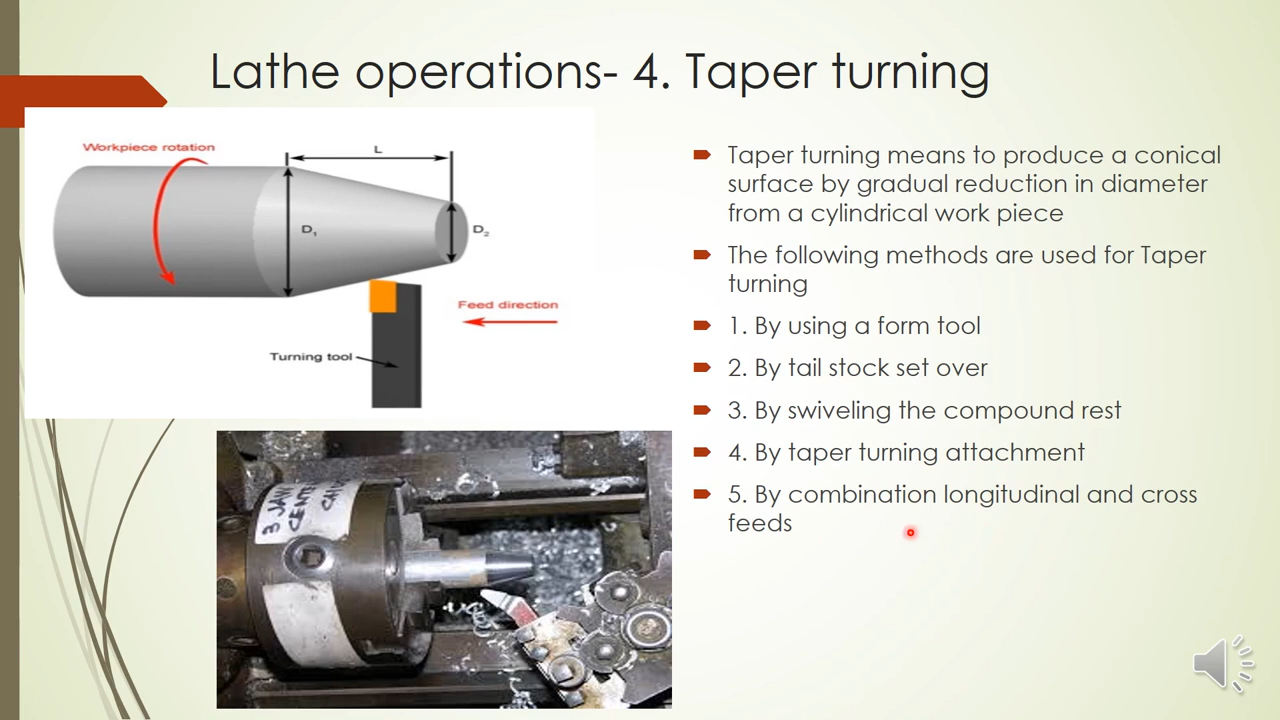 Lathe operations- 4. Taper turning
Workpiece rotation
L
D1
D2
Feed direction
Turning tool
Taper turning means to produce a conical
surface by gradual reduction in diameter
from a cylindrical work piece
The following methods are used for Taper
turning
1. By using a form tool
2. By tail stock set over
3. By swiveling the compound rest
4. By taper turning attachment
5. By combination longitudinal and cross
feeds
3 JAW